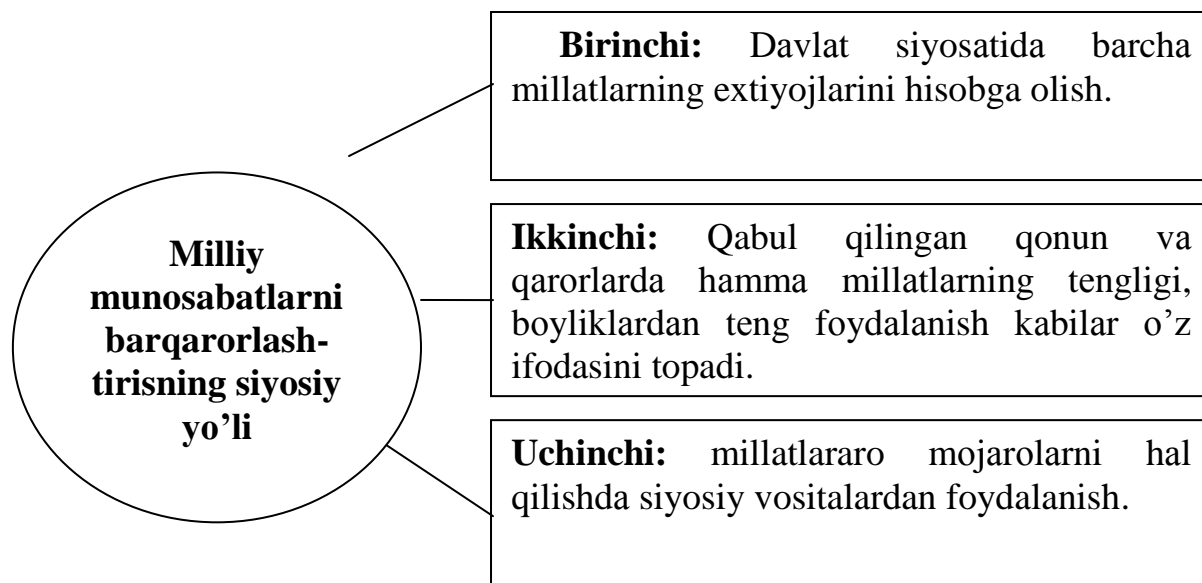 Birinchi: Davlat siyosatida barcha
millatlarning extiyojlarini hisobga olish.
Milliy
munosabatlarni
barqarorlash-
tirisning siyosiy
yo’li
Ikkinchi: Qabul qilingan qonun va
qarorlarda hamma millatlarning tengligi,
boyliklardan teng foydalanish kabilar o’z
ifodasini topadi.
Uchinchi: millatlararo mojarolarni hal
qilishda siyosiy vositalardan foydalanish.